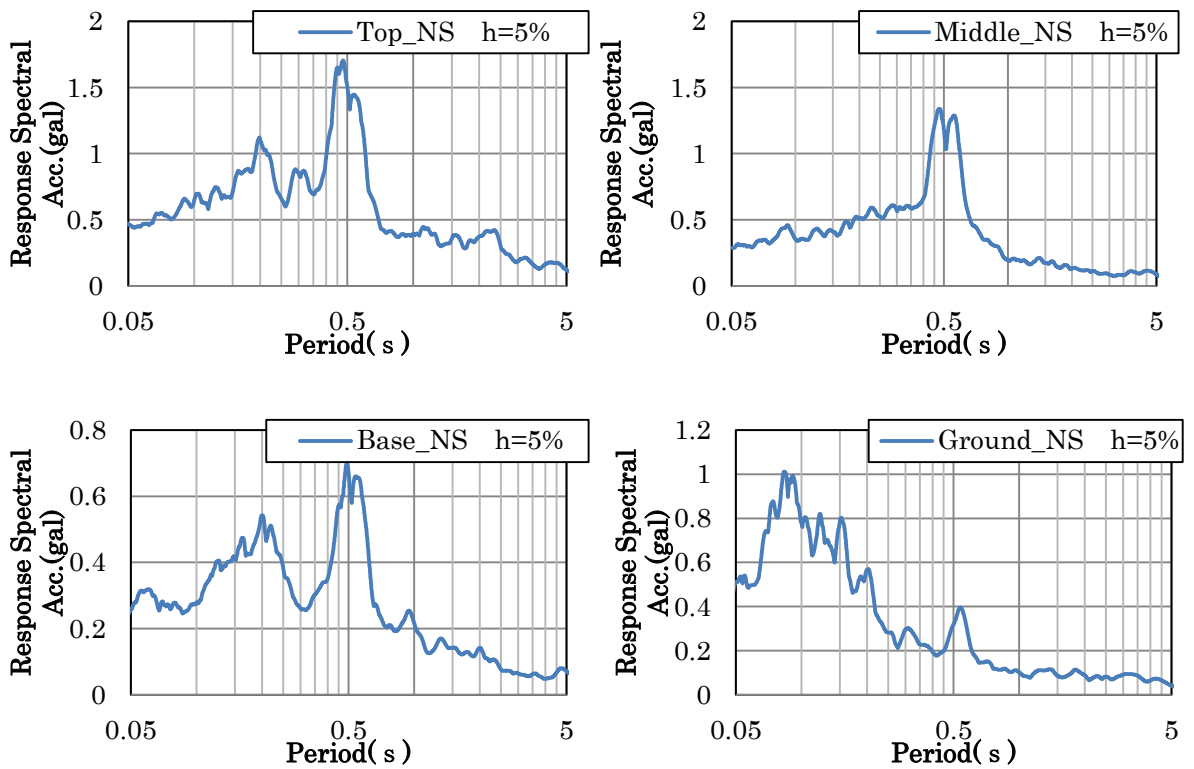 Top_NS h=5%
Response Spectral
Acc.(gal)
2
1.5
1
0.5
0
0.05
0.5
5
Period( s )
Middle_NS h=5%
Response Spectral
Acc.(gal)
2
1.5
1
0.5
0
0.05
0.5
5
Period( s )
Base_NS h=5%
Response Spectral
Acc.(gal)
0.8
0.6
0.4
0.2
0
0.05
0.5
5
Period( s )
Ground_NS h=5%
Response Spectral
Acc.(gal)
1.2
1
0.8
0.6
0.4
0.2
0
0.05
0.5
5
Period( s )